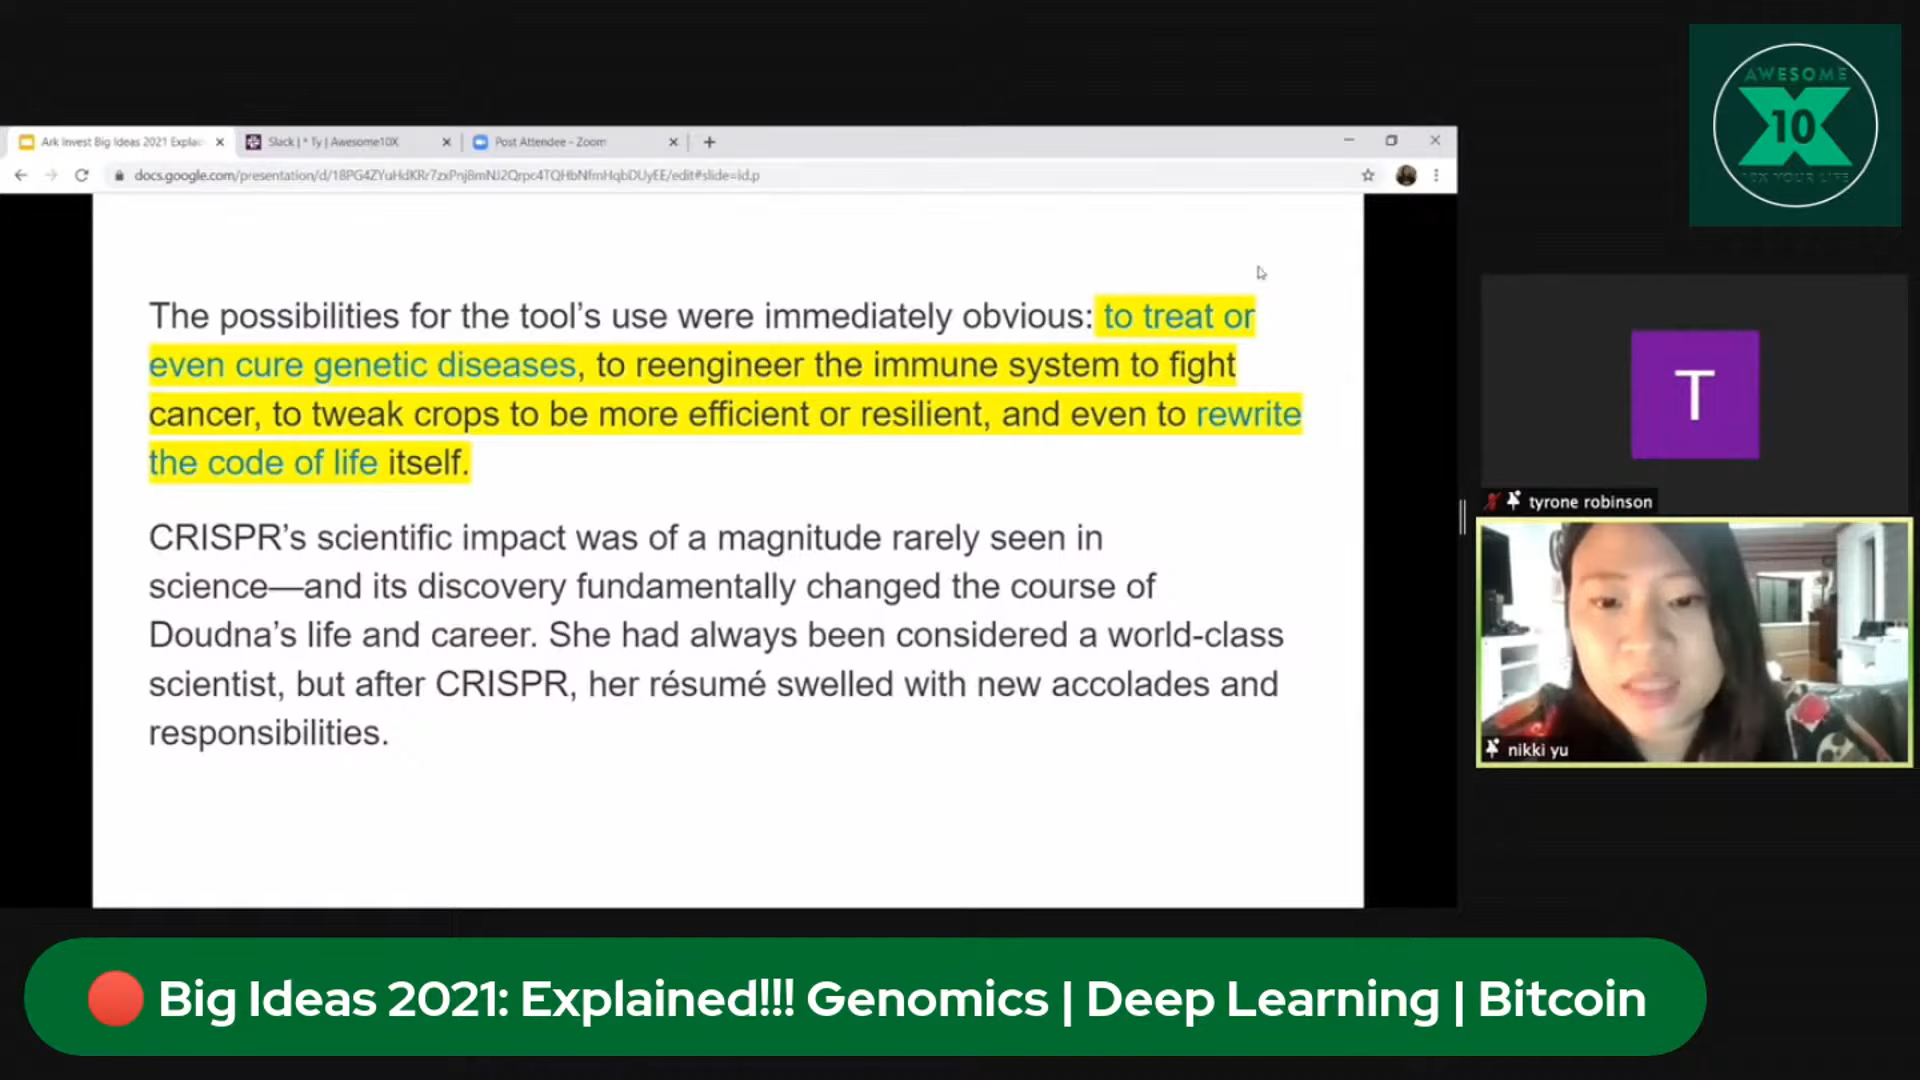 AWESOME
10
10X YOUR LIFE
Ark Invest Big Ideas 2021 Explai
Slack | * Ty | Awesome10X
Post Attendee - Zoom
docs.google.com/presentation/d/18PG4ZYuHdKRr7zxPnj8mNJ2Qrpc4TQHbNfmHqbDUyEE/edit#slide=id.p
The possibilities for the tool’s use were immediately obvious: to treat or
even cure genetic diseases, to reengineer the immune system to fight
cancer, to tweak crops to be more efficient or resilient, and even to rewrite
the code of life itself.
CRISPR’s scientific impact was of a magnitude rarely seen in
science—and its discovery fundamentally changed the course of
Doudna’s life and career. She had always been considered a world-class
scientist, but after CRISPR, her résumé swelled with new accolades and
responsibilities.
T
tyrone robinson
nikki yu
Big Ideas 2021: Explained!!! Genomics | Deep Learning | Bitcoin